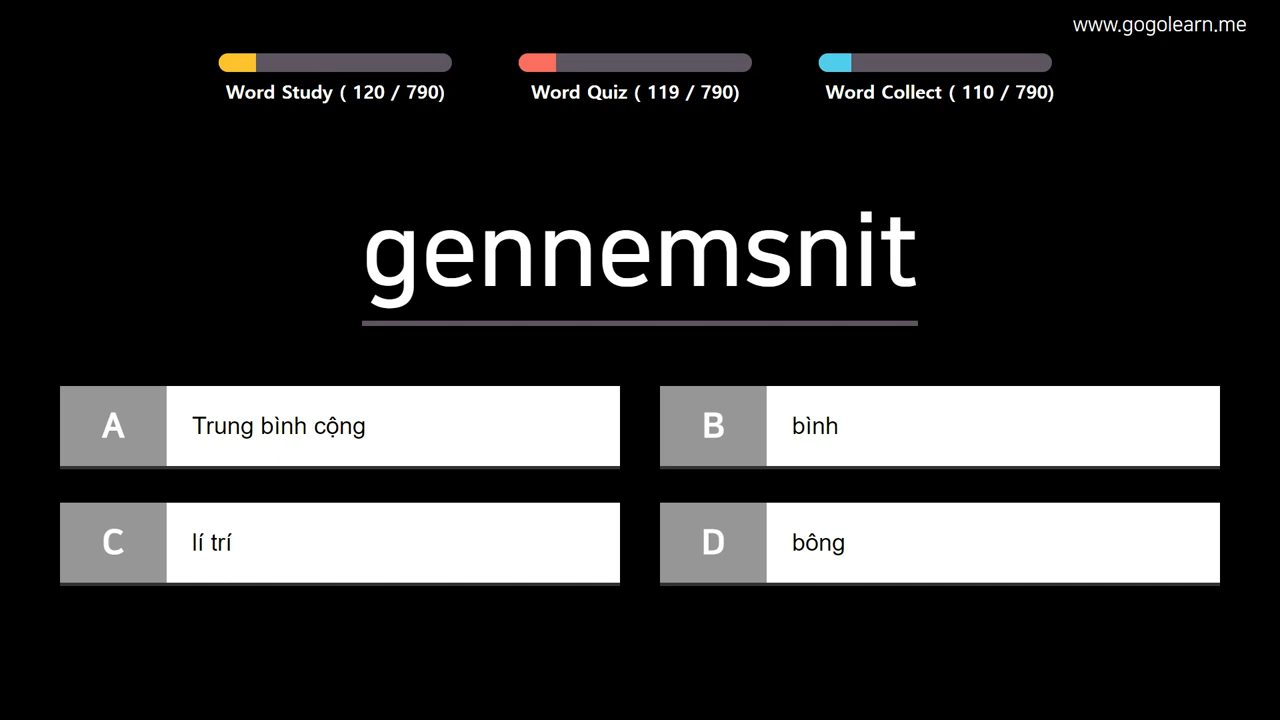 www.gogolearn.me
Word Study ( 120 / 790)
Word Quiz ( 119 / 790)
Word Collect ( 110 / 790)
gennemsnit
A
Trung bình cộng
B
bình
C
lí trí
D
bông